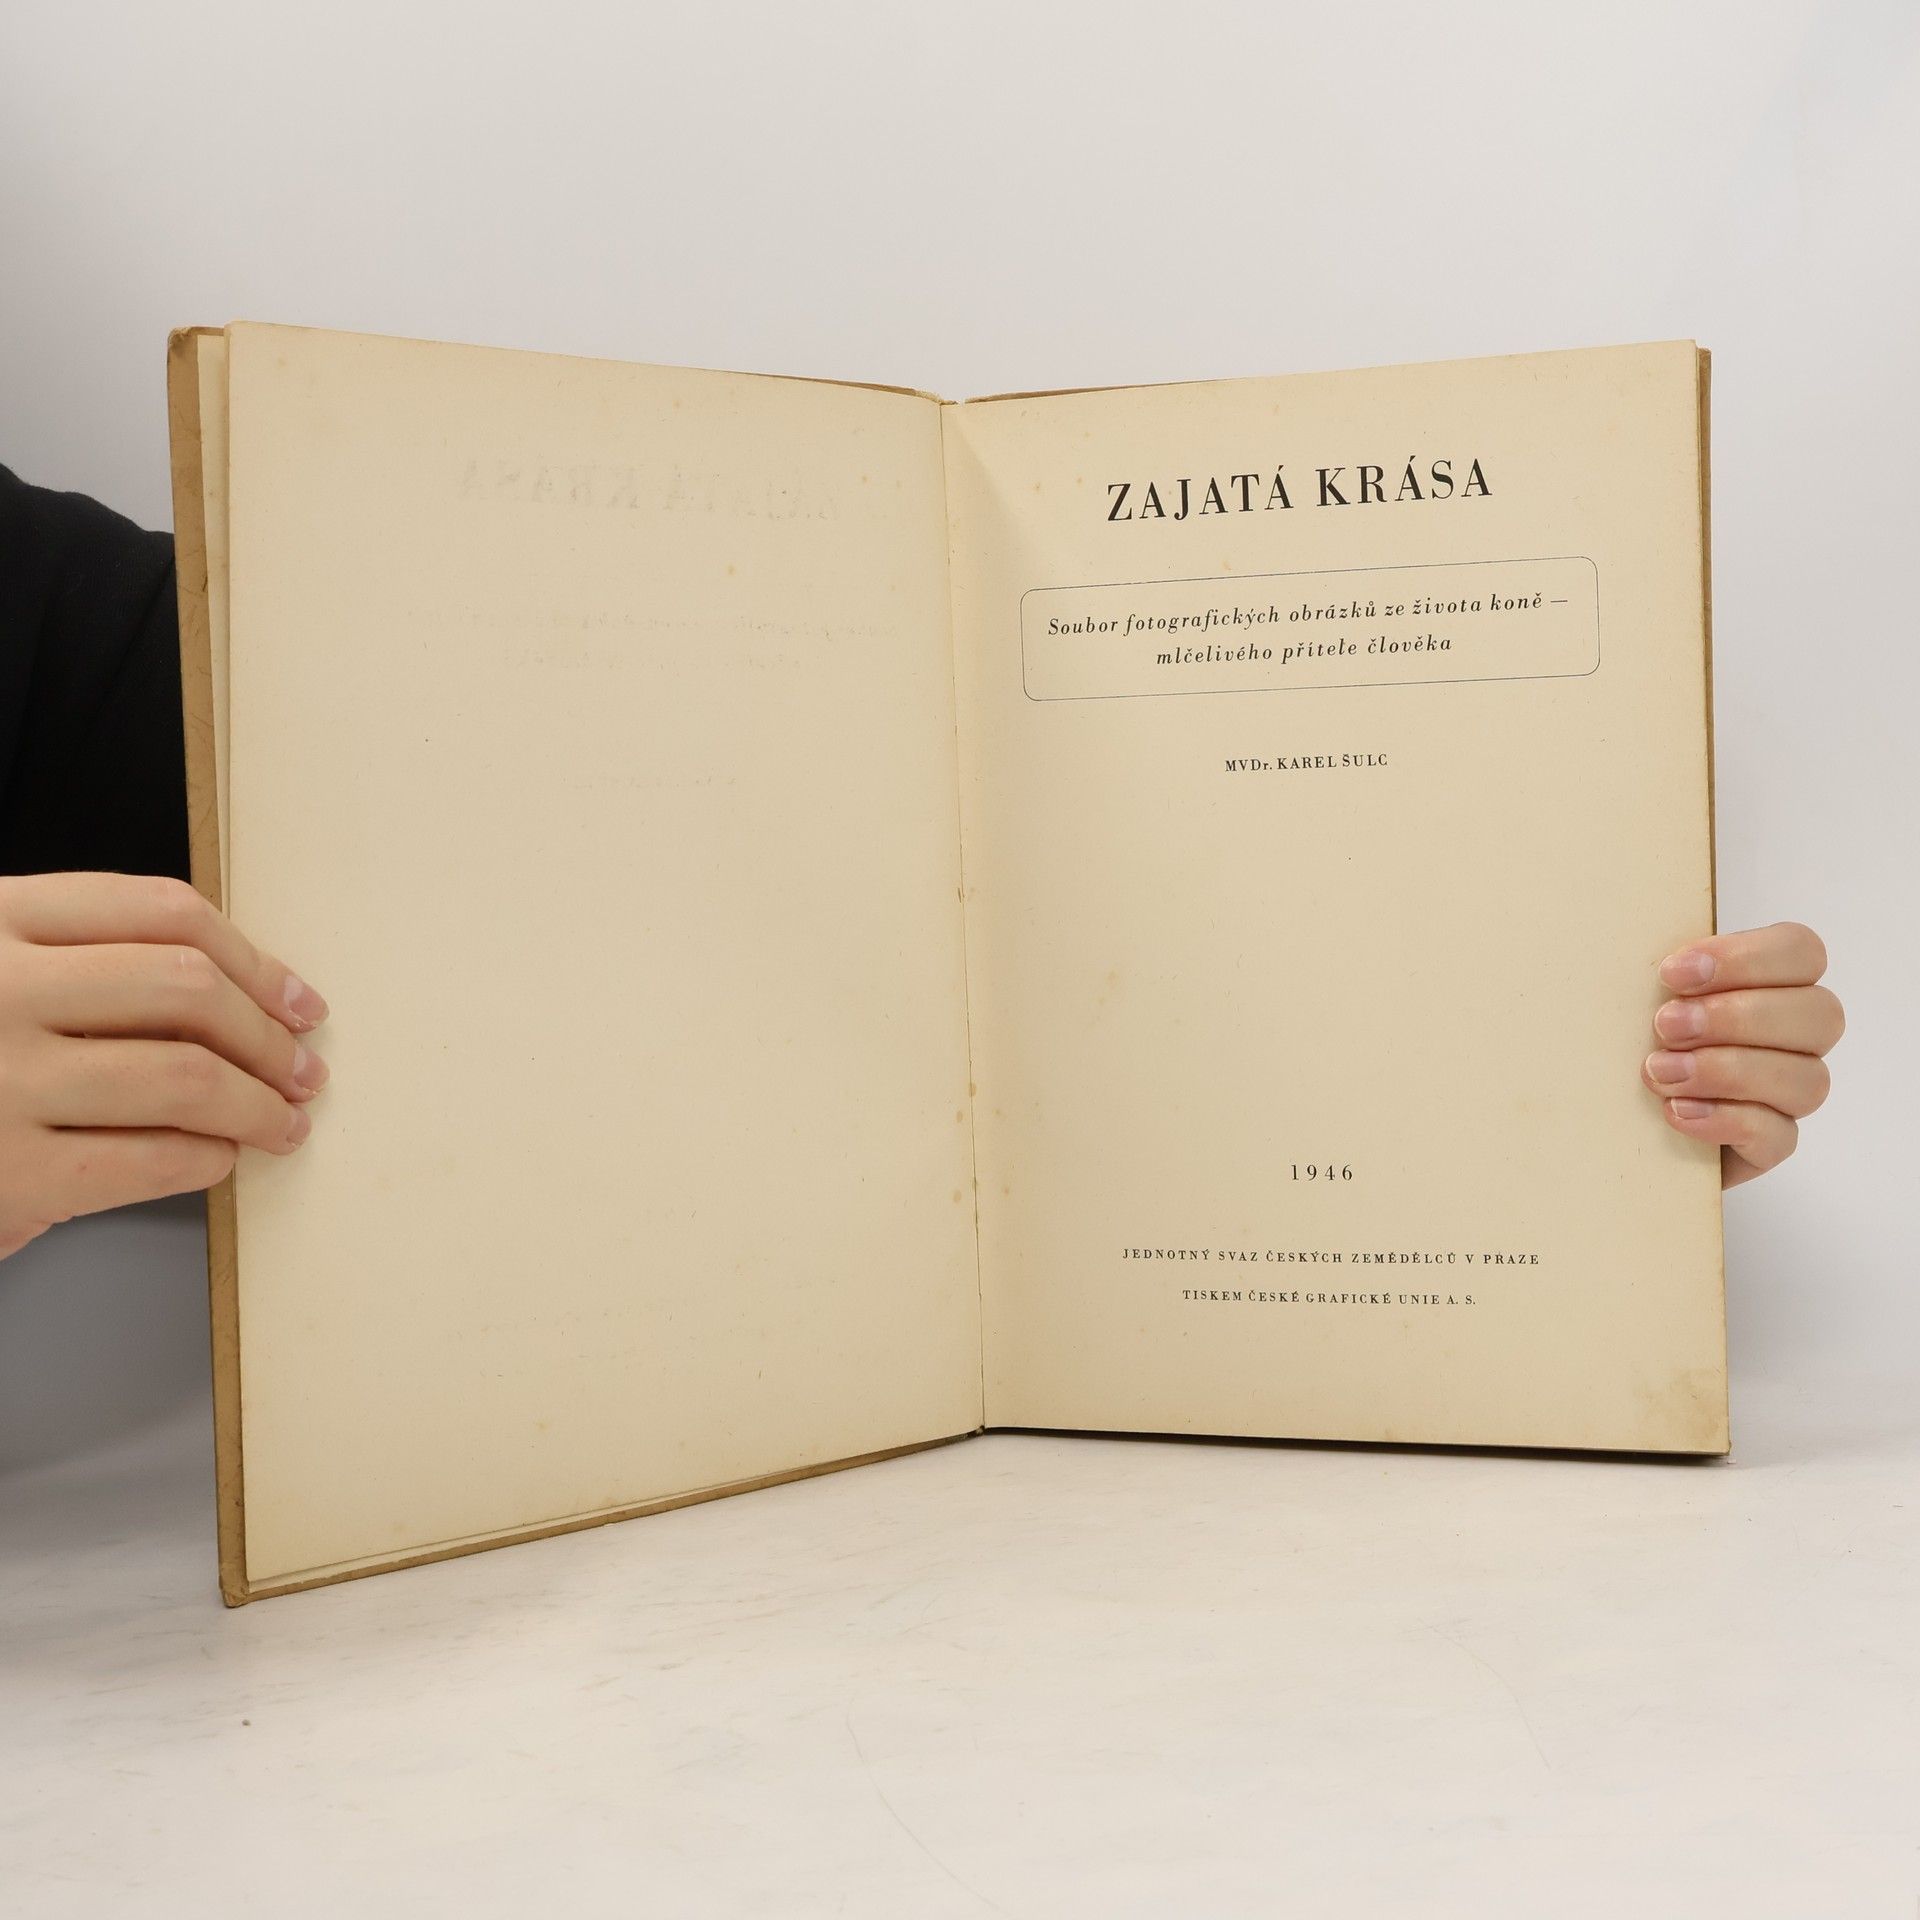 ZAJATÁ KRÁSA
Soubor fotografických obrázků ze života koně —
mlčelivého přítele člověka
MVDr. KAREL ŠULC
1946
JEDNOTNÝ SVAZ ČESKÝCH ZEMĚDĚLCŮ V PRAZE
TISKEM ČESKÉ GRAFICKÉ UNIE A. S.